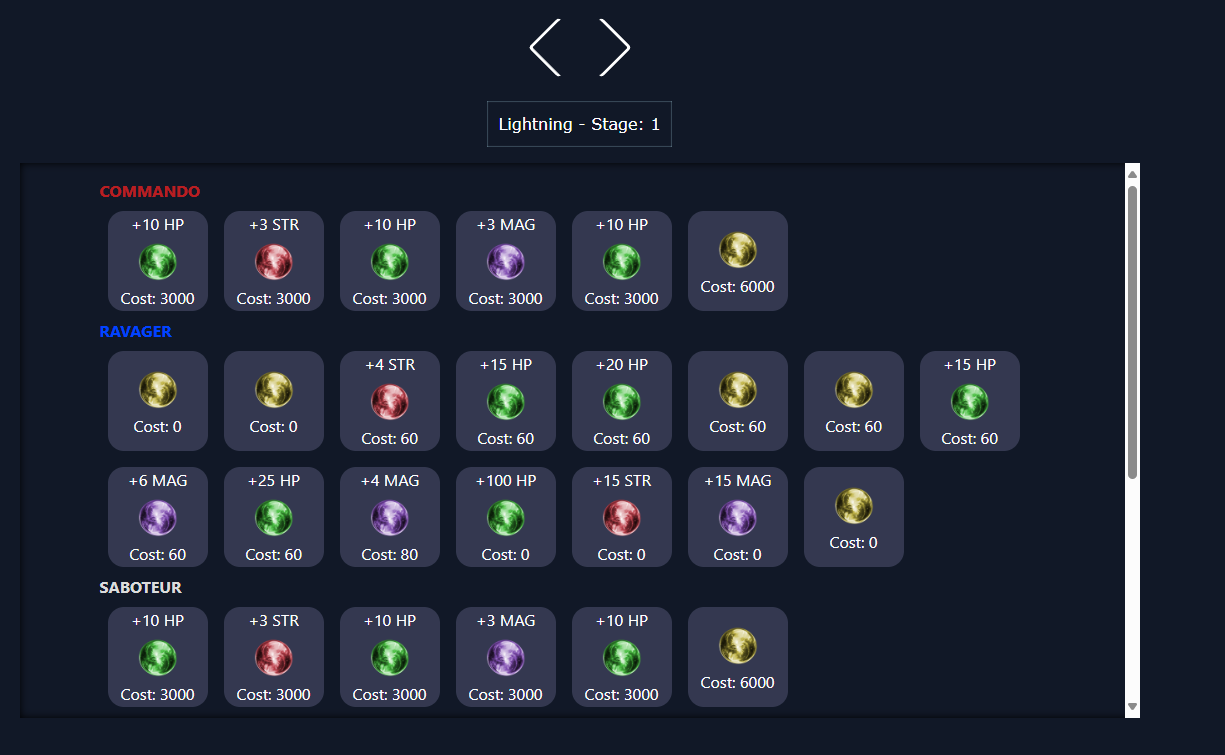 Lightning - Stage: 1
COMMANDO
+10 HP +3 STR +10 HP +3 MAG +10 HP
Cost: 3000 Cost: 3000 Cost: 3000 Cost: 3000 Cost: 3000 Cost: 6000
RAVAGER
+4 STR +15 HP +20 HP +15 HP
Cost: 0 Cost: 0 Cost: 60 Cost: 60 Cost: 60 Cost: 60 Cost: 60 Cost: 60
+6 MAG +25 HP +4 MAG +100 HP +15 STR +15 MAG
Cost: 60 Cost: 60 Cost: 80 Cost: 0 Cost: 0 Cost: 0 Cost: 0
SABOTEUR
+10 HP +3 STR +10 HP +3 MAG +10 HP
Cost: 3000 Cost: 3000 Cost: 3000 Cost: 3000 Cost: 3000 Cost: 6000